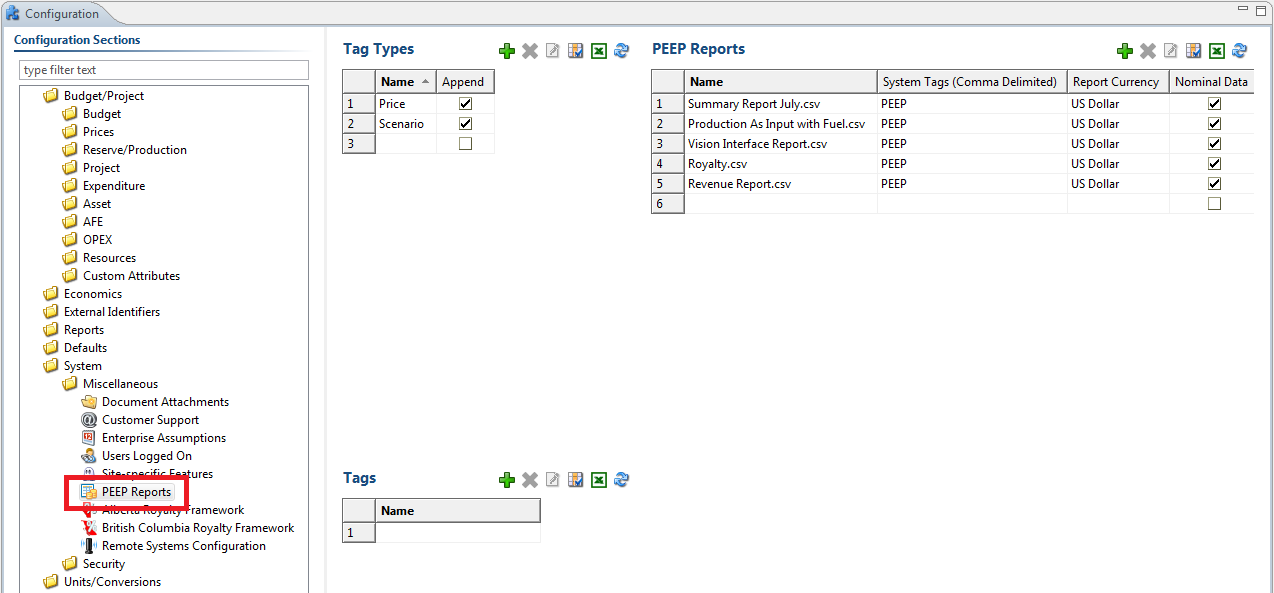 Configuration
Configuration Sections
type filter text
Budget/Project
Budget
Prices
Reserve/Production
Project
Expenditure
Asset
AFE
OPEX
Resources
Custom Attributes
Economics
External Identifiers
Reports
Defaults
System
Miscellaneous
Document Attachments
Customer Support
Enterprise Assumptions
Users Logged On
Site-specific Features
PEEP Reports
Alberta Royalty Framework
British Columbia Royalty Framework
Remote Systems Configuration
Security
Units/Conversions
Tag Types
Name Append
1 Price
2 Scenario
3
Tags
Name
1
PEEP Reports
Name System Tags (Comma Delimited) Report Currency Nominal Data
1 Summary Report July.csv PEEP US Dollar
2 Production As Input with Fuel.csv PEEP US Dollar
3 Vision Interface Report.csv PEEP US Dollar
4 Royalty.csv PEEP US Dollar
5 Revenue Report.csv PEEP US Dollar
6